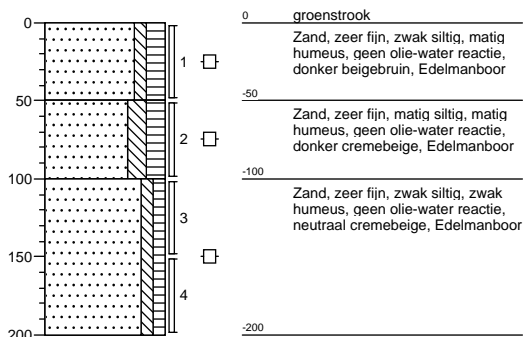 0
50
100
150
200
1
2
3
4
0 groenstrook
Zand, zeer fijn, zwak siltig, matig
humeus, geen olie-water reactie,
donker beigebruin, Edelmanboor
-50
Zand, zeer fijn, matig siltig, matig
humeus, geen olie-water reactie,
donker cremebeige, Edelmanboor
-100
Zand, zeer fijn, zwak siltig, zwak
humeus, geen olie-water reactie,
neutraal cremebeige, Edelmanboor
-200